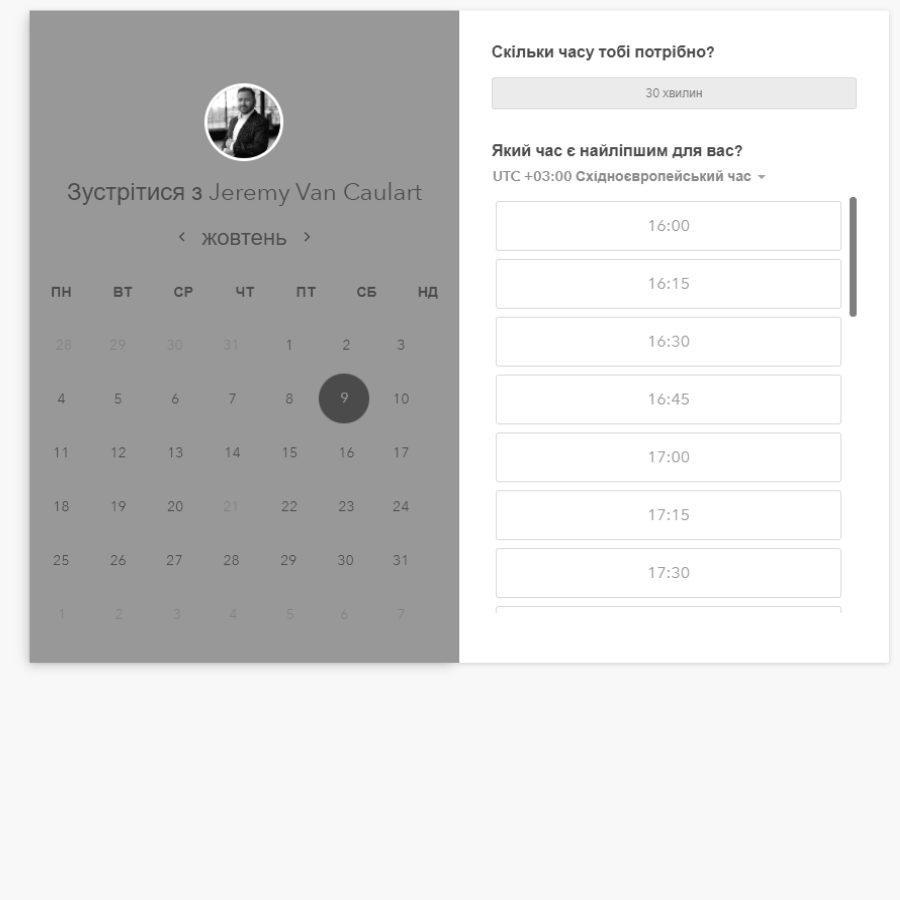 Зустрітися з Jeremy Van Caulart
жовтень
ПН ВТ СР ЧТ ПТ СБ НД
28 29 30 31 1 2 3
4 5 6 7 8 9 10
11 12 13 14 15 16 17
18 19 20 21 22 23 24
25 26 27 28 29 30 31
1 2 3 4 5 6 7
Скільки часу тобі потрібно?
30 хвилин
Який час є найліпшим для вас?
UTC +03:00 Східноєвропейський час
16:00
16:15
16:30
16:45
17:00
17:15
17:30